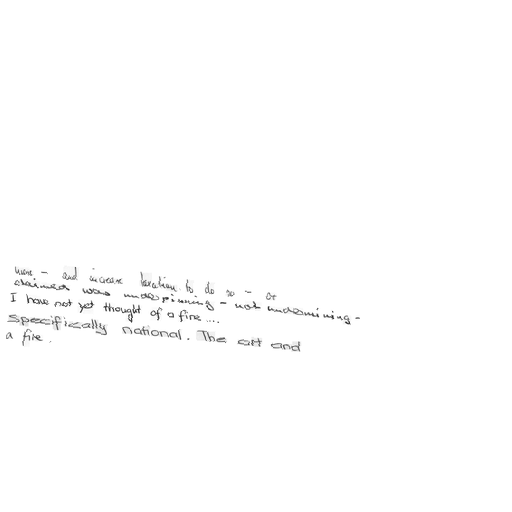 more - and increase taxation to do so - or
claimed was underpinning - not undermining -
I have not yet thought of a fire ....
specifically national. The art and
a fire.